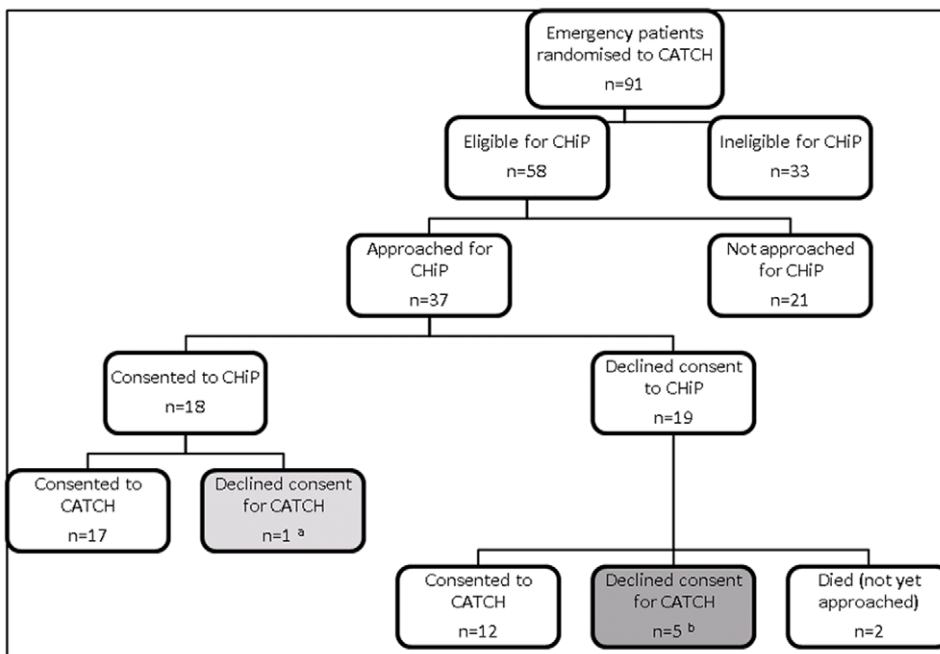 Emergency patients
randomised to CATCH
n=91
Eligible for CHiP
n=58
Ineligible for CHiP
n=33
Approached for
CHiP
n=37
Not approached
for CHiP
n=21
Consented to CHiP
n=18
Declined consent
to CHiP
n=19
Consented to
CATCH
n=17
Declined consent
for CATCH
n=1 a
Consented to
CATCH
n=12
Declined consent
for CATCH
n=5 b
Died (not yet
approached)
n=2